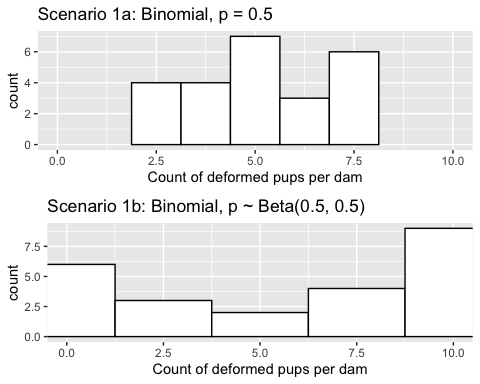 Scenario 1a: Binomial, p = 0.5
count
6
4
2
0
0.0 2.5 5.0 7.5 10.0
Count of deformed pups per dam
Scenario 1b: Binomial, p ~ Beta(0.5, 0.5)
count
7.5
5.0
2.5
0.0
0.0 2.5 5.0 7.5 10.0
Count of deformed pups per dam